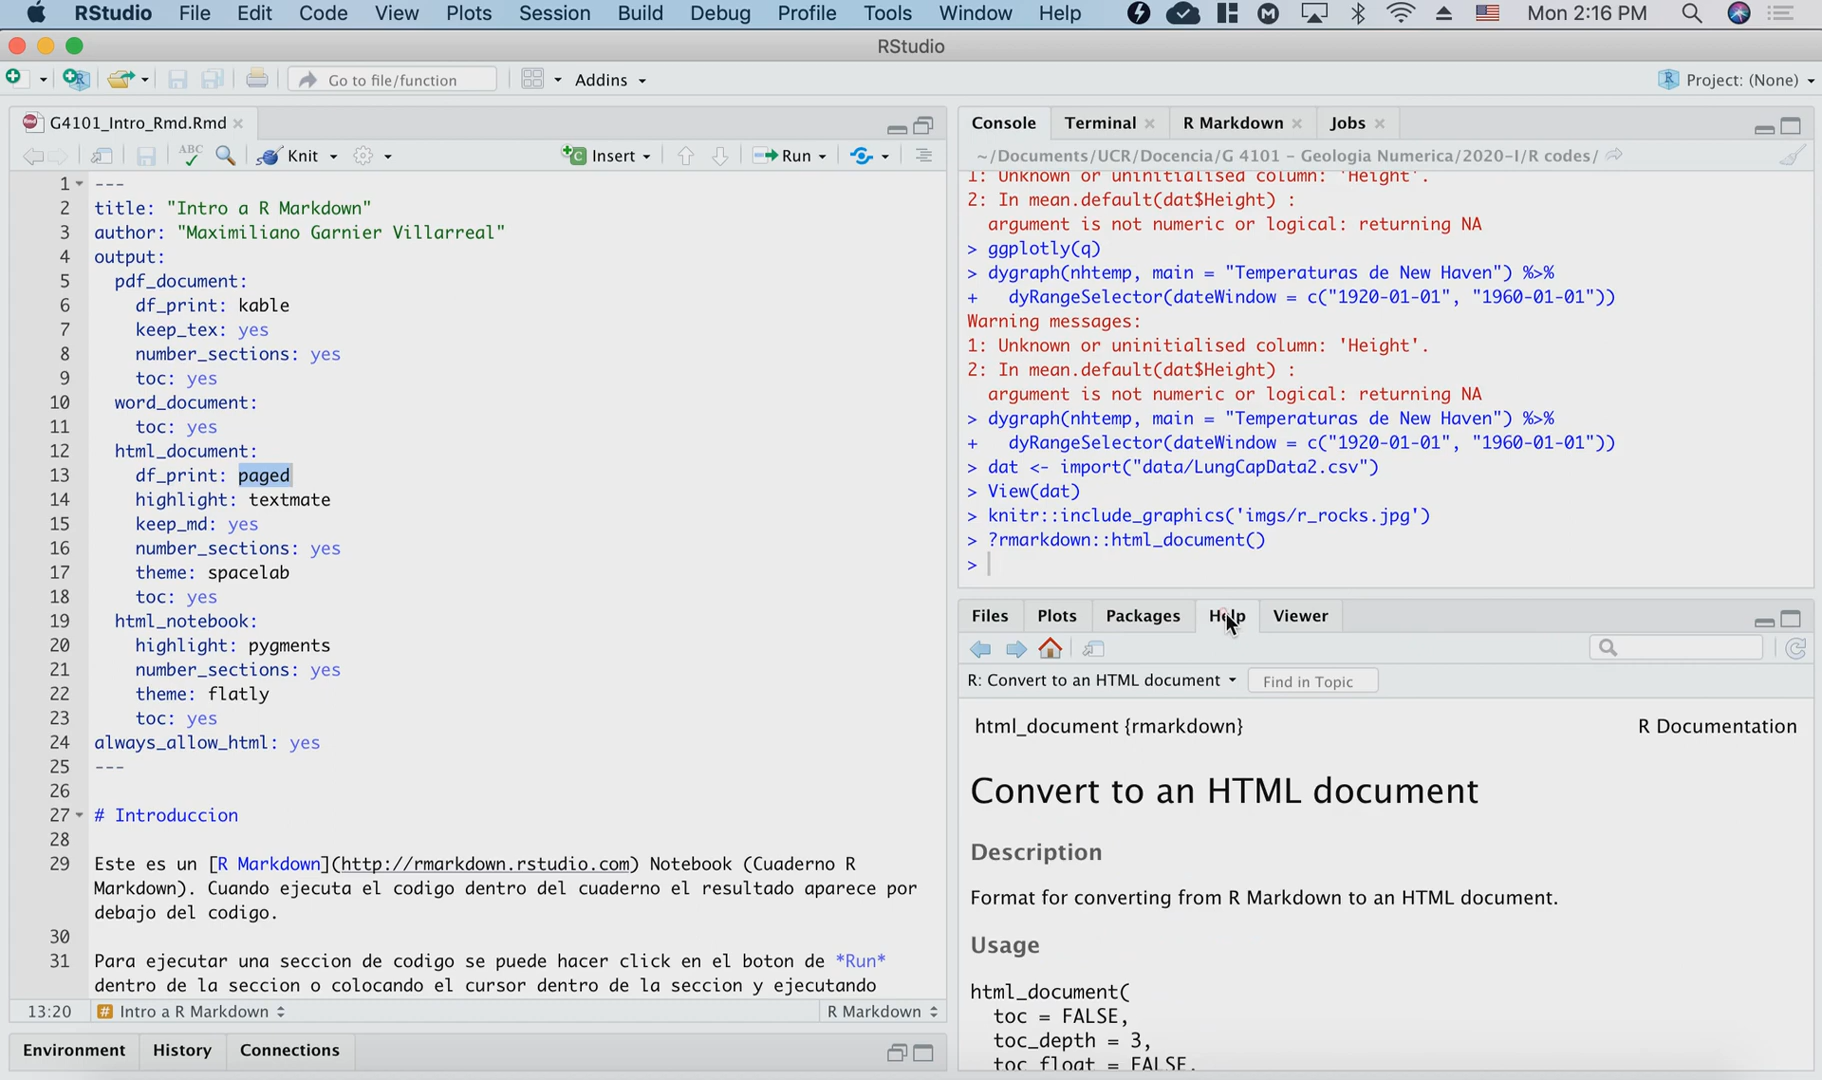 RStudio File Edit Code View Plots Session Build Debug Profile Tools Window Help Mon 2:16 PM
RStudio
Go to file/function Addins Project: (None)
G4101_Intro_Rmd.Rmd
ABC Knit Insert Run
1 ---
2 title: "Intro a R Markdown"
3 author: "Maximiliano Garnier Villarreal"
4 output:
5 pdf_document:
6 df_print: kable
7 keep_tex: yes
8 number_sections: yes
9 toc: yes
10 word_document:
11 toc: yes
12 html_document:
13 df_print: paged
14 highlight: textmate
15 keep_md: yes
16 number_sections: yes
17 theme: spacelab
18 toc: yes
19 html_notebook:
20 highlight: pygments
21 number_sections: yes
22 theme: flatly
23 toc: yes
24 always_allow_html: yes
25 ---
26
27 # Introduccion
28
29 Este es un [R Markdown](http://rmarkdown.rstudio.com) Notebook (Cuaderno R
Markdown). Cuando ejecuta el codigo dentro del cuaderno el resultado aparece por
debajo del codigo.
30
31 Para ejecutar una seccion de codigo se puede hacer click en el boton de *Run*
dentro de la seccion o colocando el cursor dentro de la seccion y ejecutando
13:20 # Intro a R Markdown R Markdown
Environment History Connections
Console Terminal R Markdown Jobs
~/Documents/UCR/Docencia/G 4101 - Geologia Numerica/2020-I/R codes/
1: Unknown or uninitialised column: 'Height'.
2: In mean.default(dat$Height) :
argument is not numeric or logical: returning NA
> ggplotly(q)
> dygraph(nhtemp, main = "Temperaturas de New Haven") %>%
+ dyRangeSelector(dateWindow = c("1920-01-01", "1960-01-01"))
Warning messages:
1: Unknown or uninitialised column: 'Height'.
2: In mean.default(dat$Height) :
argument is not numeric or logical: returning NA
> dygraph(nhtemp, main = "Temperaturas de New Haven") %>%
+ dyRangeSelector(dateWindow = c("1920-01-01", "1960-01-01"))
> dat <- import("data/LungCapData2.csv")
> View(dat)
> knitr::include_graphics('imgs/r_rocks.jpg')
> ?rmarkdown::html_document()
>
Files Plots Packages Help Viewer
R: Convert to an HTML document Find in Topic
html_document {rmarkdown} R Documentation
Convert to an HTML document
Description
Format for converting from R Markdown to an HTML document.
Usage
html_document(
toc = FALSE,
toc_depth = 3,
toc_float = FALSE,